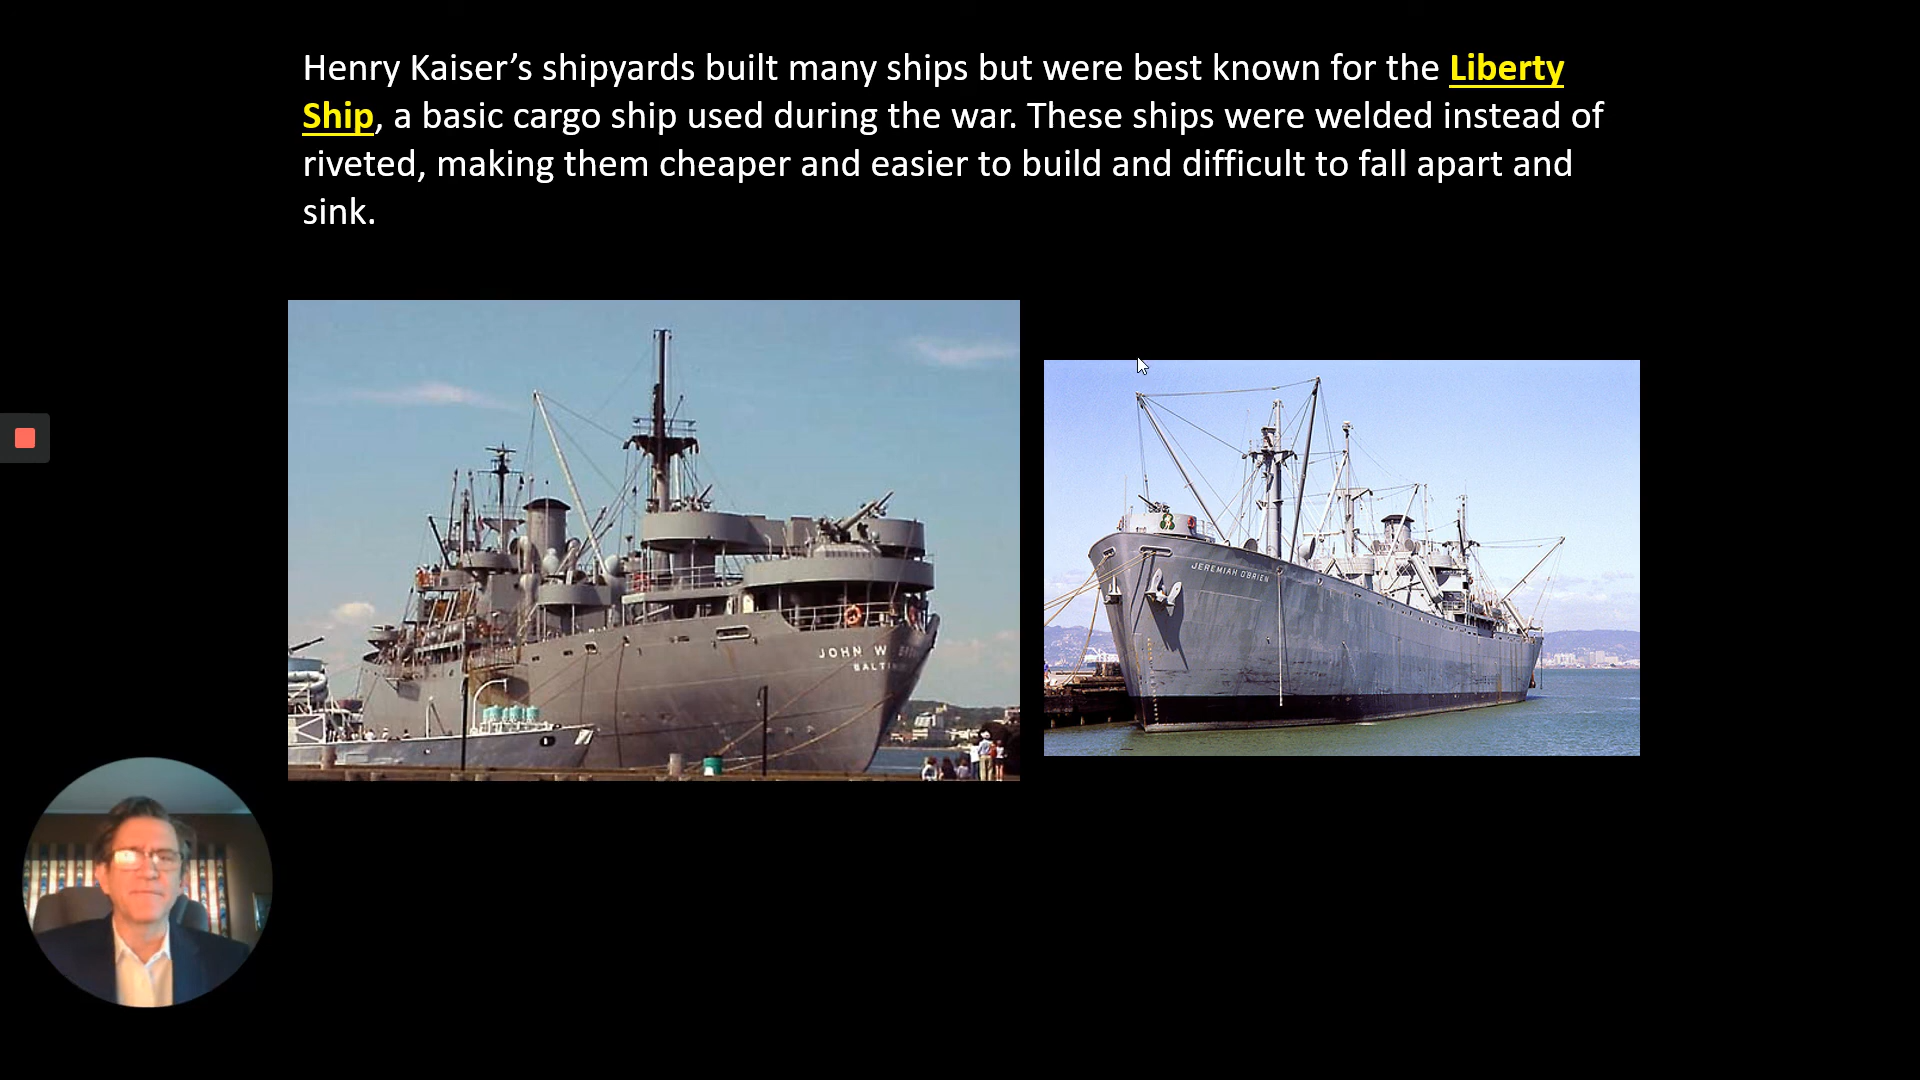 Henry Kaiser’s shipyards built many ships but were best known for the Liberty
Ship, a basic cargo ship used during the war. These ships were welded instead of
riveted, making them cheaper and easier to build and difficult to fall apart and
sink.
JOHN W
JEREMIAH O'BRIEN